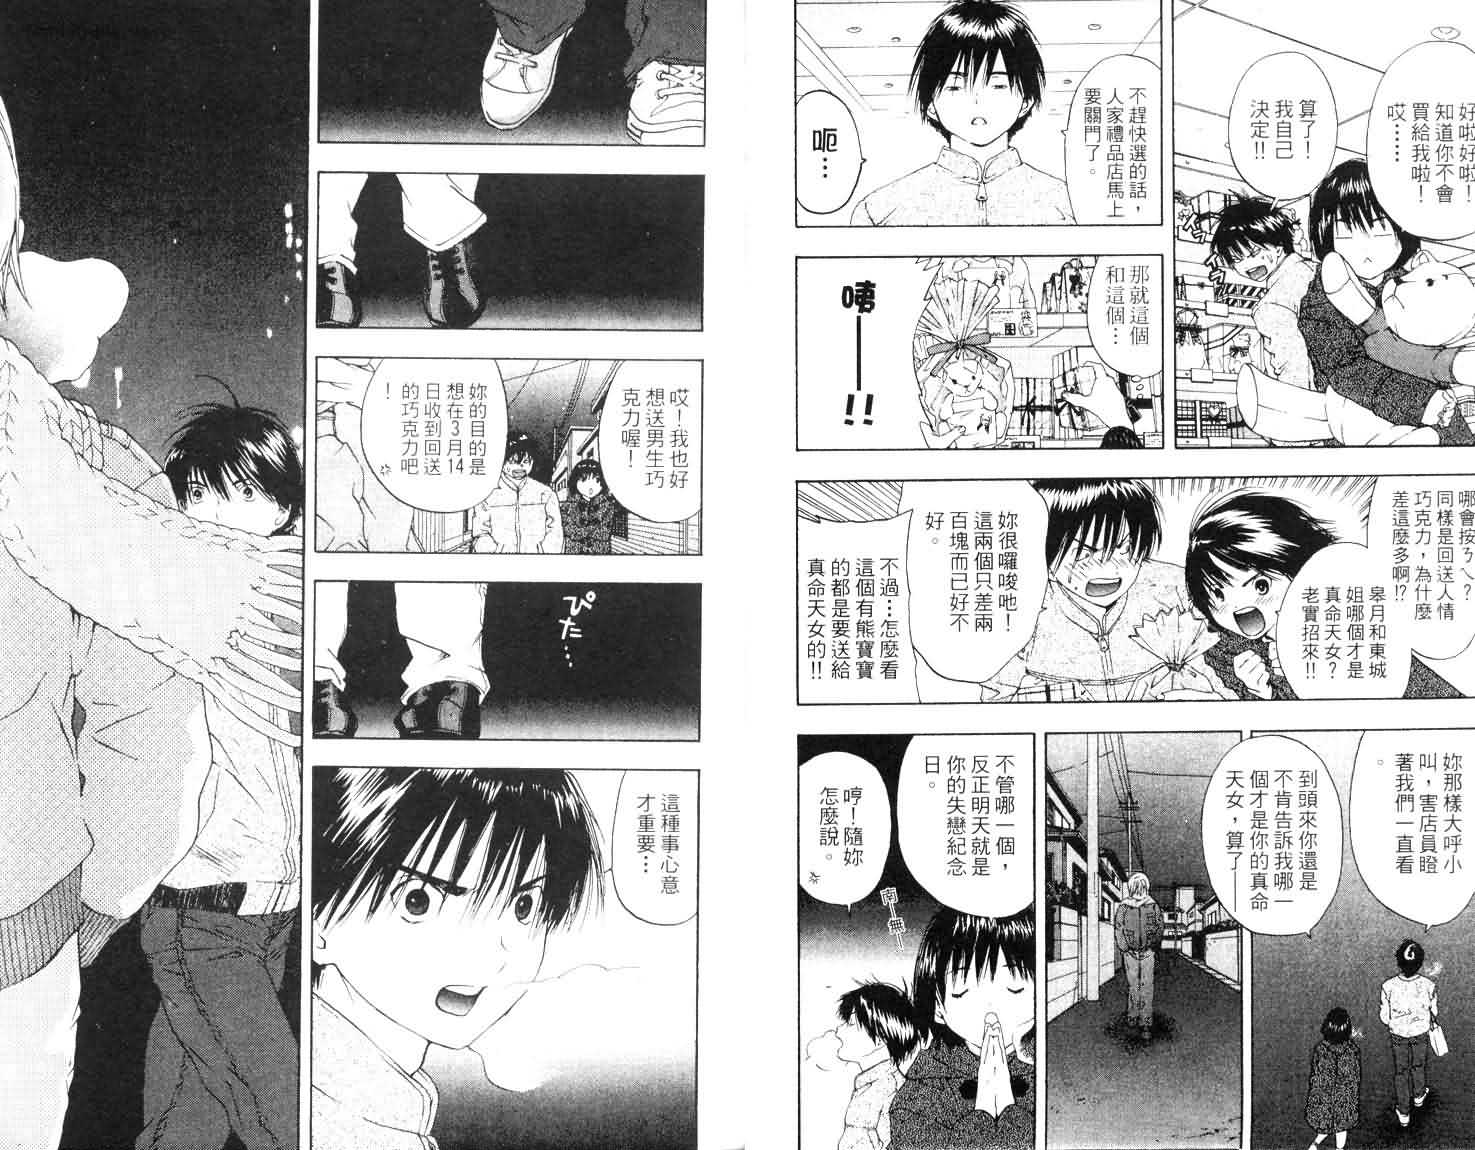 好啦好啦！
知道你不會
買給我啦！
哎……
算了！
我自己
決定!!
不趕快選的話，
人家禮品店馬上
要關門了。
呃…
那就這個
和這個…
咦——!!
哪會按ㄋㄟ？
同樣是回送人情
巧克力，為什麼
差這麼多啊!?
皐月和東城
姐哪個才是
真命天女？
老實招來!!
妳很囉唆吔！
這兩個只差兩
百塊而已好不
好。
不過…怎麼看
這個有熊寶寶
的都是要送給
真命天女的!!
妳那樣大呼小
叫，害店員瞪
著我們一直看
。
到頭來你還是
不肯告訴我哪一
個才是你的真命
天女，算了——
不管哪一個，
反正明天就是
你的失戀紀念
日。
南—無—
哼！隨妳
怎麼說。
哎！我也好
想送男生巧
克力喔！
妳的目的是
想在3月14
日收到回送
的巧克力吧
！
ぴた…
這種事心意
才重要…